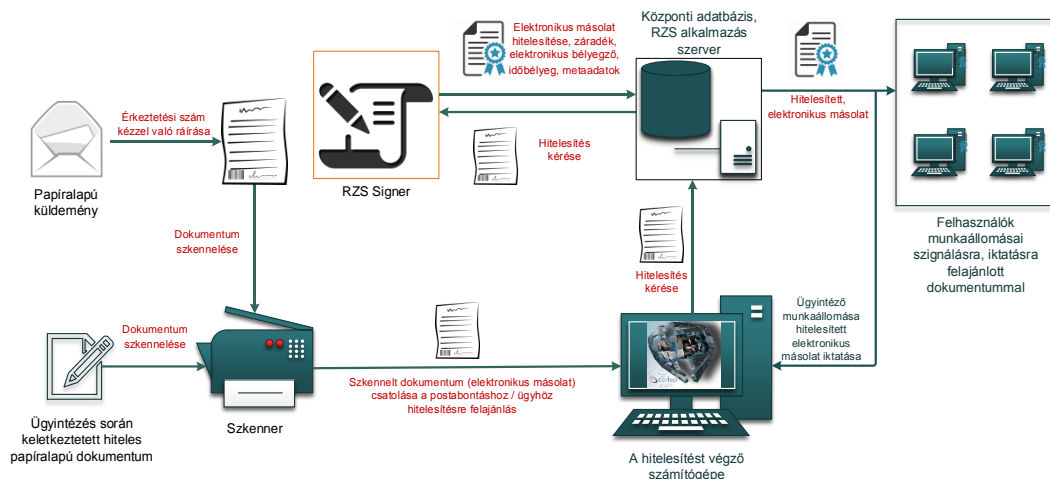 Elektronikus másolat
hitelesítése, záradék,
elektronikus bélyegző,
időbélyeg, metaadatok
Központi adatbázis,
RZS alkalmazás
szerver
Érkeztetési szám
kézzel való ráírása
Hitelesített,
elektronikus másolat
Hitelesítés
kérése
Papíralapú
küldemény
RZS Signer
Felhasználók
munkaállomásai
szignálásra, iktatásra
felajánlott
dokumentummal
Dokumentum
szkennelése
Hitelesítés
kérése
Ügyintéző
munkaállomása
hitelesített
elektronikus
másolat iktatása
Dokumentum
szkennelése
Szkennelt dokumentum (elektronikus másolat)
csatolása a postabontáshoz / ügyhöz
hitelesítésre felajánlás
Szkenner
Ügyintézés során
keletkeztetett hiteles
papíralapú dokumentum
A hitelesítést végző
számítógépe